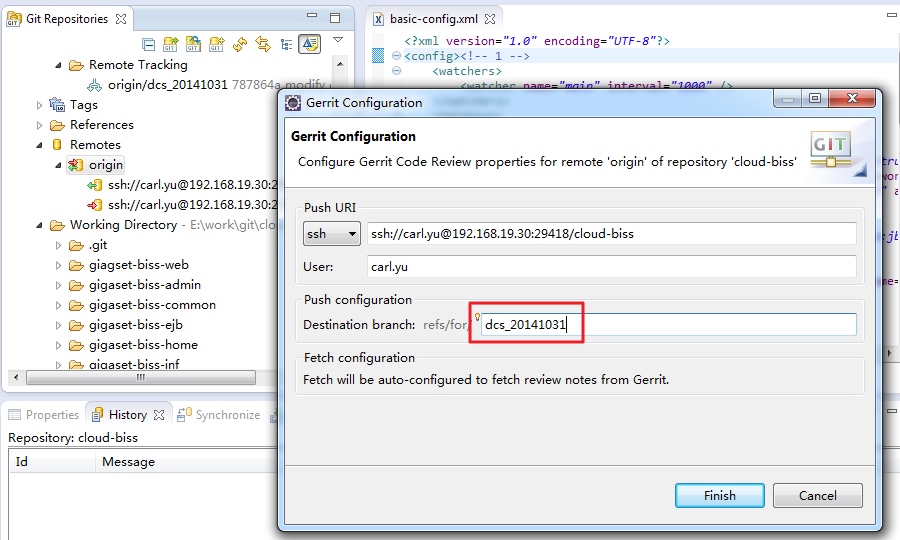 Git Repositories
Remote Tracking
origin/dcs_20141031 787864a modify
Tags
References
Remotes
origin
ssh://carl.yu@192.168.19.30:2
ssh://carl.yu@192.168.19.30:2
Working Directory - E:\work\git\clo
.git
giagset-biss-web
gigaset-biss-admin
gigaset-biss-common
gigaset-biss-ejb
gigaset-biss-home
gigaset-biss-inf
basic-config.xml
<?xml version="1.0" encoding="UTF-8"?>
<config><!-- 1 -->
<watchers>
<watcher name="main" interval="1000" />
Gerrit Configuration
Gerrit Configuration
Configure Gerrit Code Review properties for remote 'origin' of repository 'cloud-biss'
GIT
Push URI
ssh
ssh://carl.yu@192.168.19.30:29418/cloud-biss
User:
carl.yu
Push configuration
Destination branch:
refs/for/
dcs_20141031
Fetch configuration
Fetch will be auto-configured to fetch review notes from Gerrit.
Finish
Cancel
Properties
History
Synchronize
Repository: cloud-biss
Id
Message